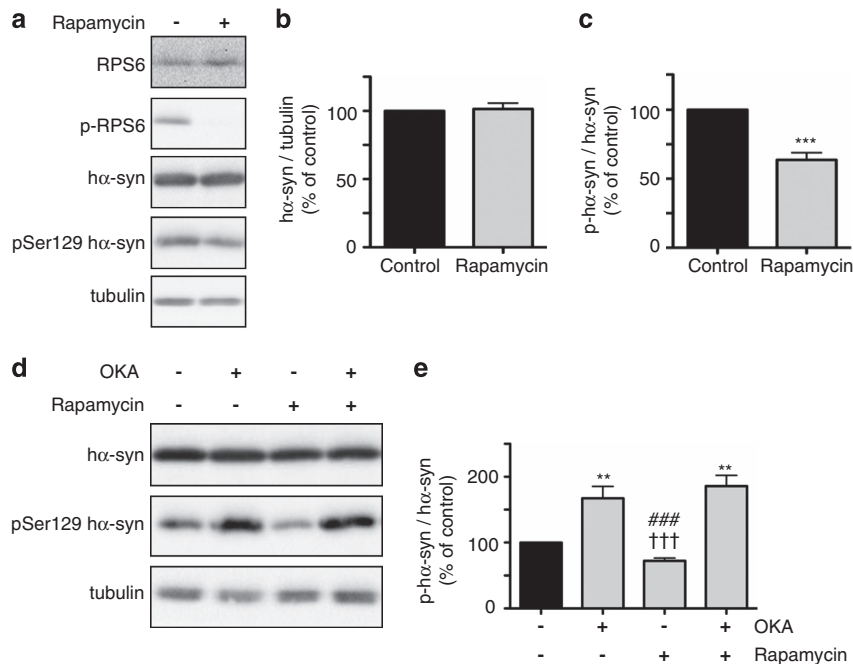 a
Rapamycin - +
RPS6
p-RPS6
hα-syn
pSer129 hα-syn
tubulin
b
hα-syn / tubulin
(% of control)
100
50
0
Control Rapamycin
c
p-hα-syn / hα-syn
(% of control)
100
50
0
***
Control Rapamycin
d
OKA - + - +
Rapamycin - - + +
hα-syn
pSer129 hα-syn
tubulin
e
p-hα-syn / hα-syn
(% of control)
200
100
0
**
###
†††
**
- + - + OKA
- - + + Rapamycin